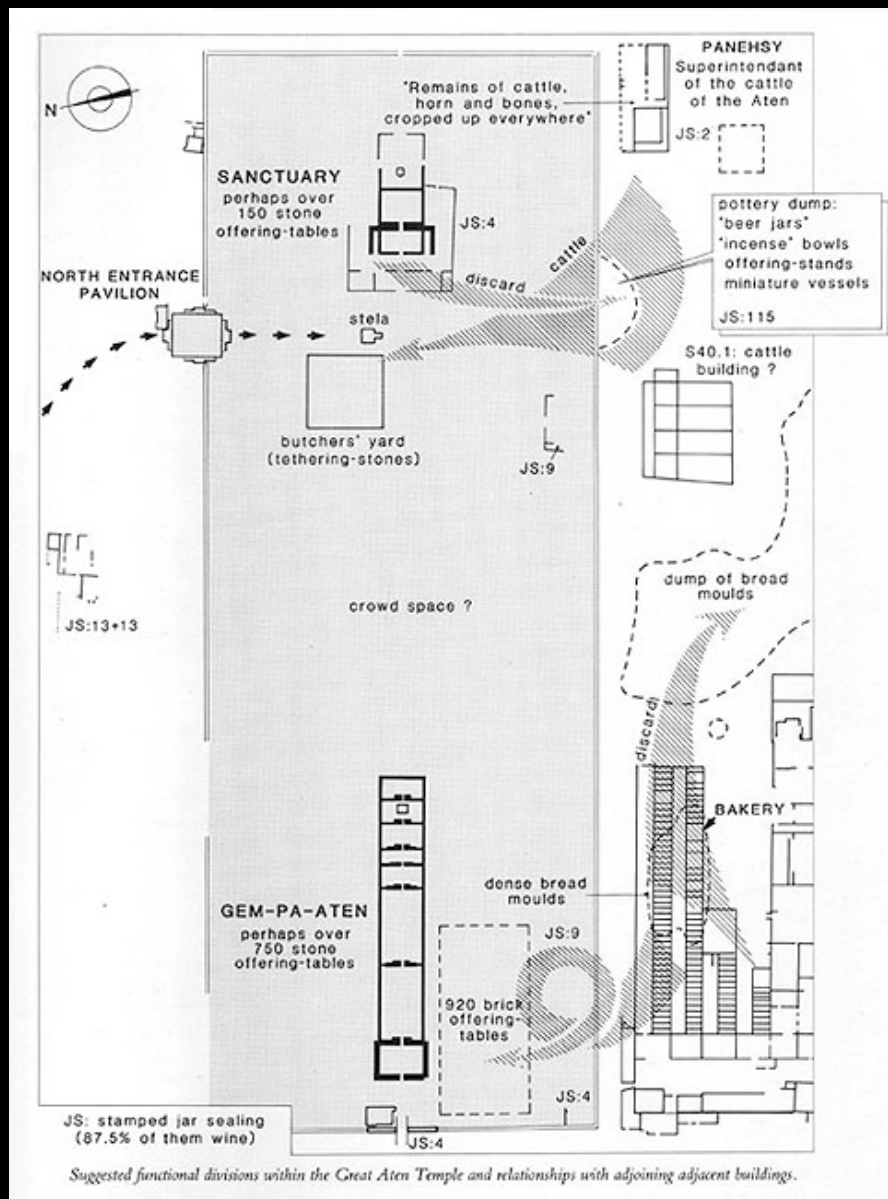 N
PANEHSY
Superintendant
of the cattle
of the Aten
"Remains of cattle,
horn and bones,
cropped up everywhere"
JS:2
SANCTUARY
perhaps over
150 stone
offering-tables
JS:4
pottery dump:
"beer jars"
"incense" bowls
offering-stands
miniature vessels
JS:115
cattle
discard
NORTH ENTRANCE
PAVILION
stela
S40.1: cattle
building ?
butchers' yard
(tethering-stones)
JS:9
dump of bread
moulds
JS:13+13
crowd space ?
discard
BAKERY
dense bread
moulds
GEM-PA-ATEN
perhaps over
750 stone
offering-tables
JS:9
920 brick
offering-
tables
JS:4
JS:4
JS: stamped jar sealing
(87.5% of them wine)
Suggested functional divisions within the Great Aten Temple and relationships with adjoining adjacent buildings.